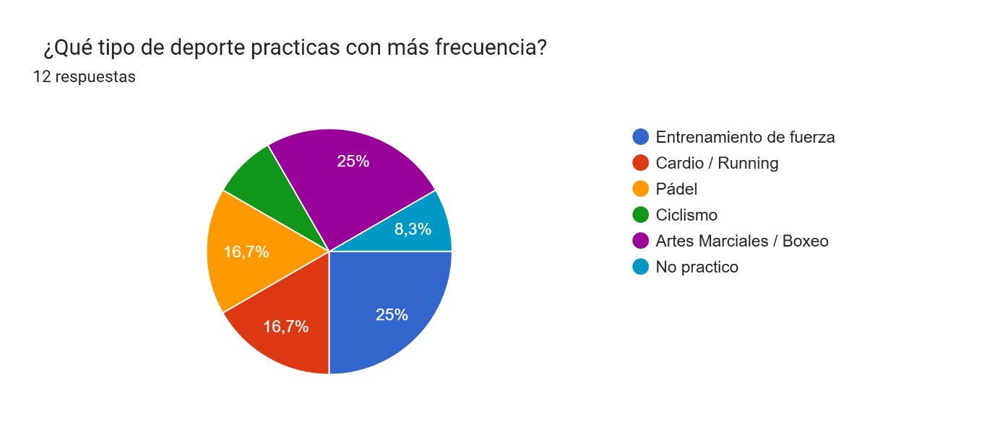 ¿Qué tipo de deporte practicas con más frecuencia?
12 respuestas
25%
8,3%
16,7%
25%
16,7%
Entrenamiento de fuerza
Cardio / Running
Pádel
Ciclismo
Artes Marciales / Boxeo
No practico